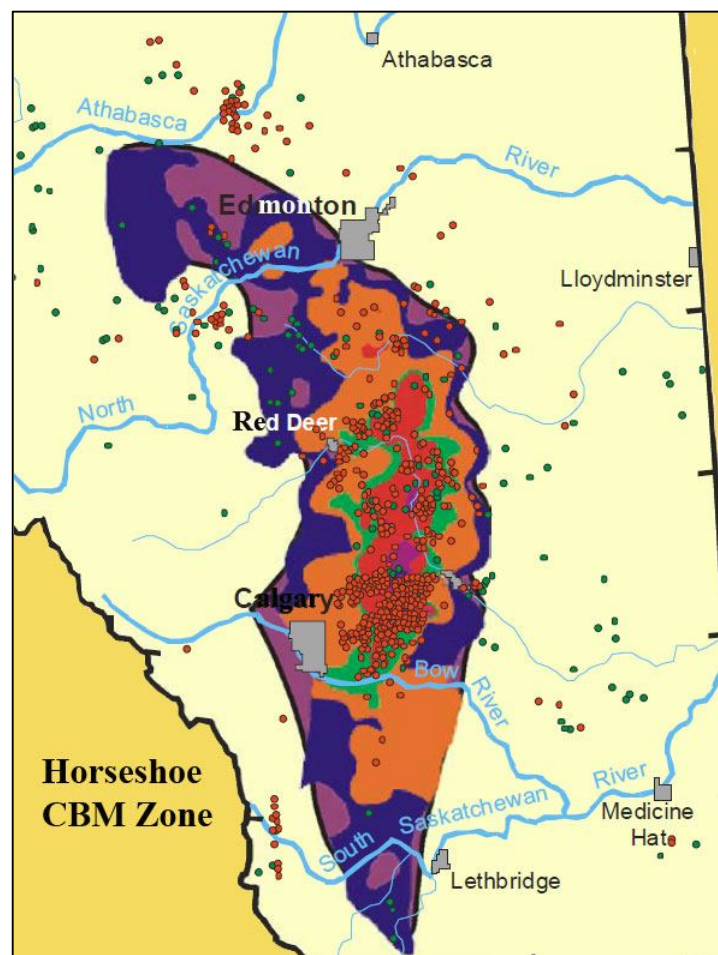 Athabasca
Athabasca
River
Edmonton
Saskatchewan
Lloydminster
North
Red Deer
Calgary
Bow
River
Horseshoe
CBM Zone
River
Saskatchewan
South
Medicine
Hat
Lethbridge